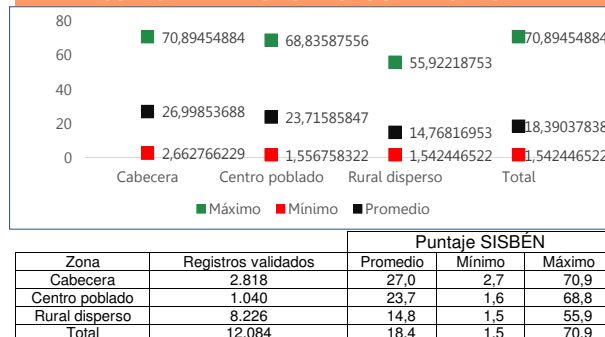 80
70,89454884 68,83587556 70,89454884
60 55,92218753
40
26,99853688 23,71585847 14,76816953 18,39037838
20
2,662766229 1,556758322 1,542446522 1,542446522
0
Cabecera Centro poblado Rural disperso Total
Máximo Mínimo Promedio
Puntaje SISBÉN
Zona Registros validados Promedio Mínimo Máximo
Cabecera 2.818 27,0 2,7 70,9
Centro poblado 1.040 23,7 1,6 68,8
Rural disperso 8.226 14,8 1,5 55,9
Total 12.084 18,4 1,5 70,9